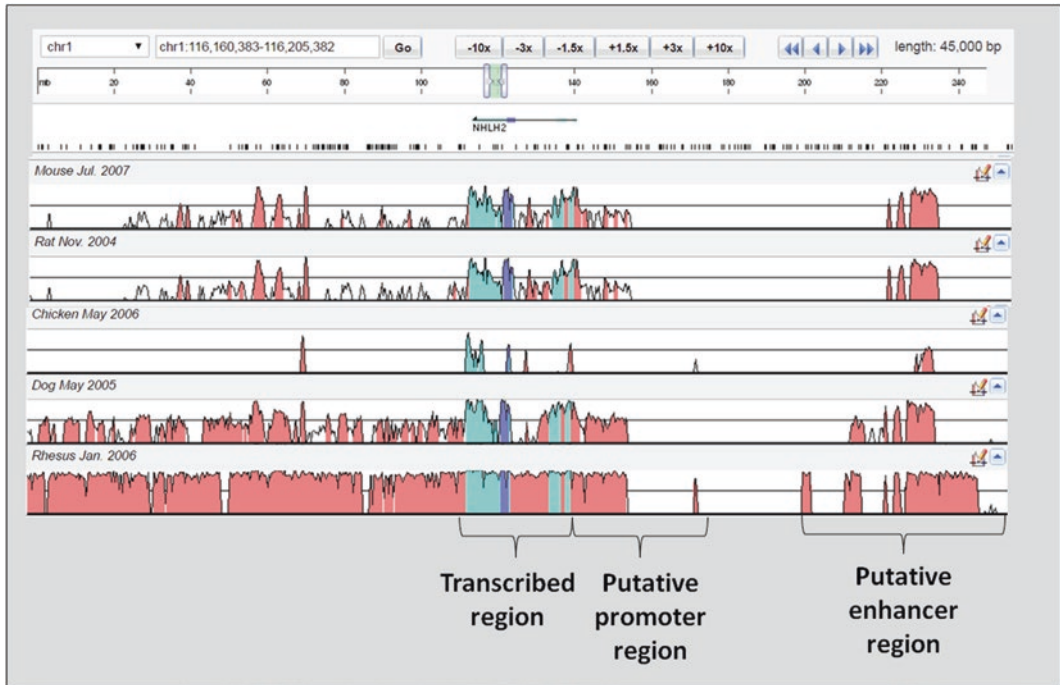 chr1 chr1:116,160,383-116,205,382 Go -10x -3x -1.5x +1.5x +3x +10x length: 45,000 bp
mb 20 40 60 80 100 140 160 180 200 220 240
NHLH2
Mouse Jul. 2007
Rat Nov. 2004
Chicken May 2006
Dog May 2005
Rhesus Jan. 2006
Transcribed
region
Putative
promoter
region
Putative
enhancer
region